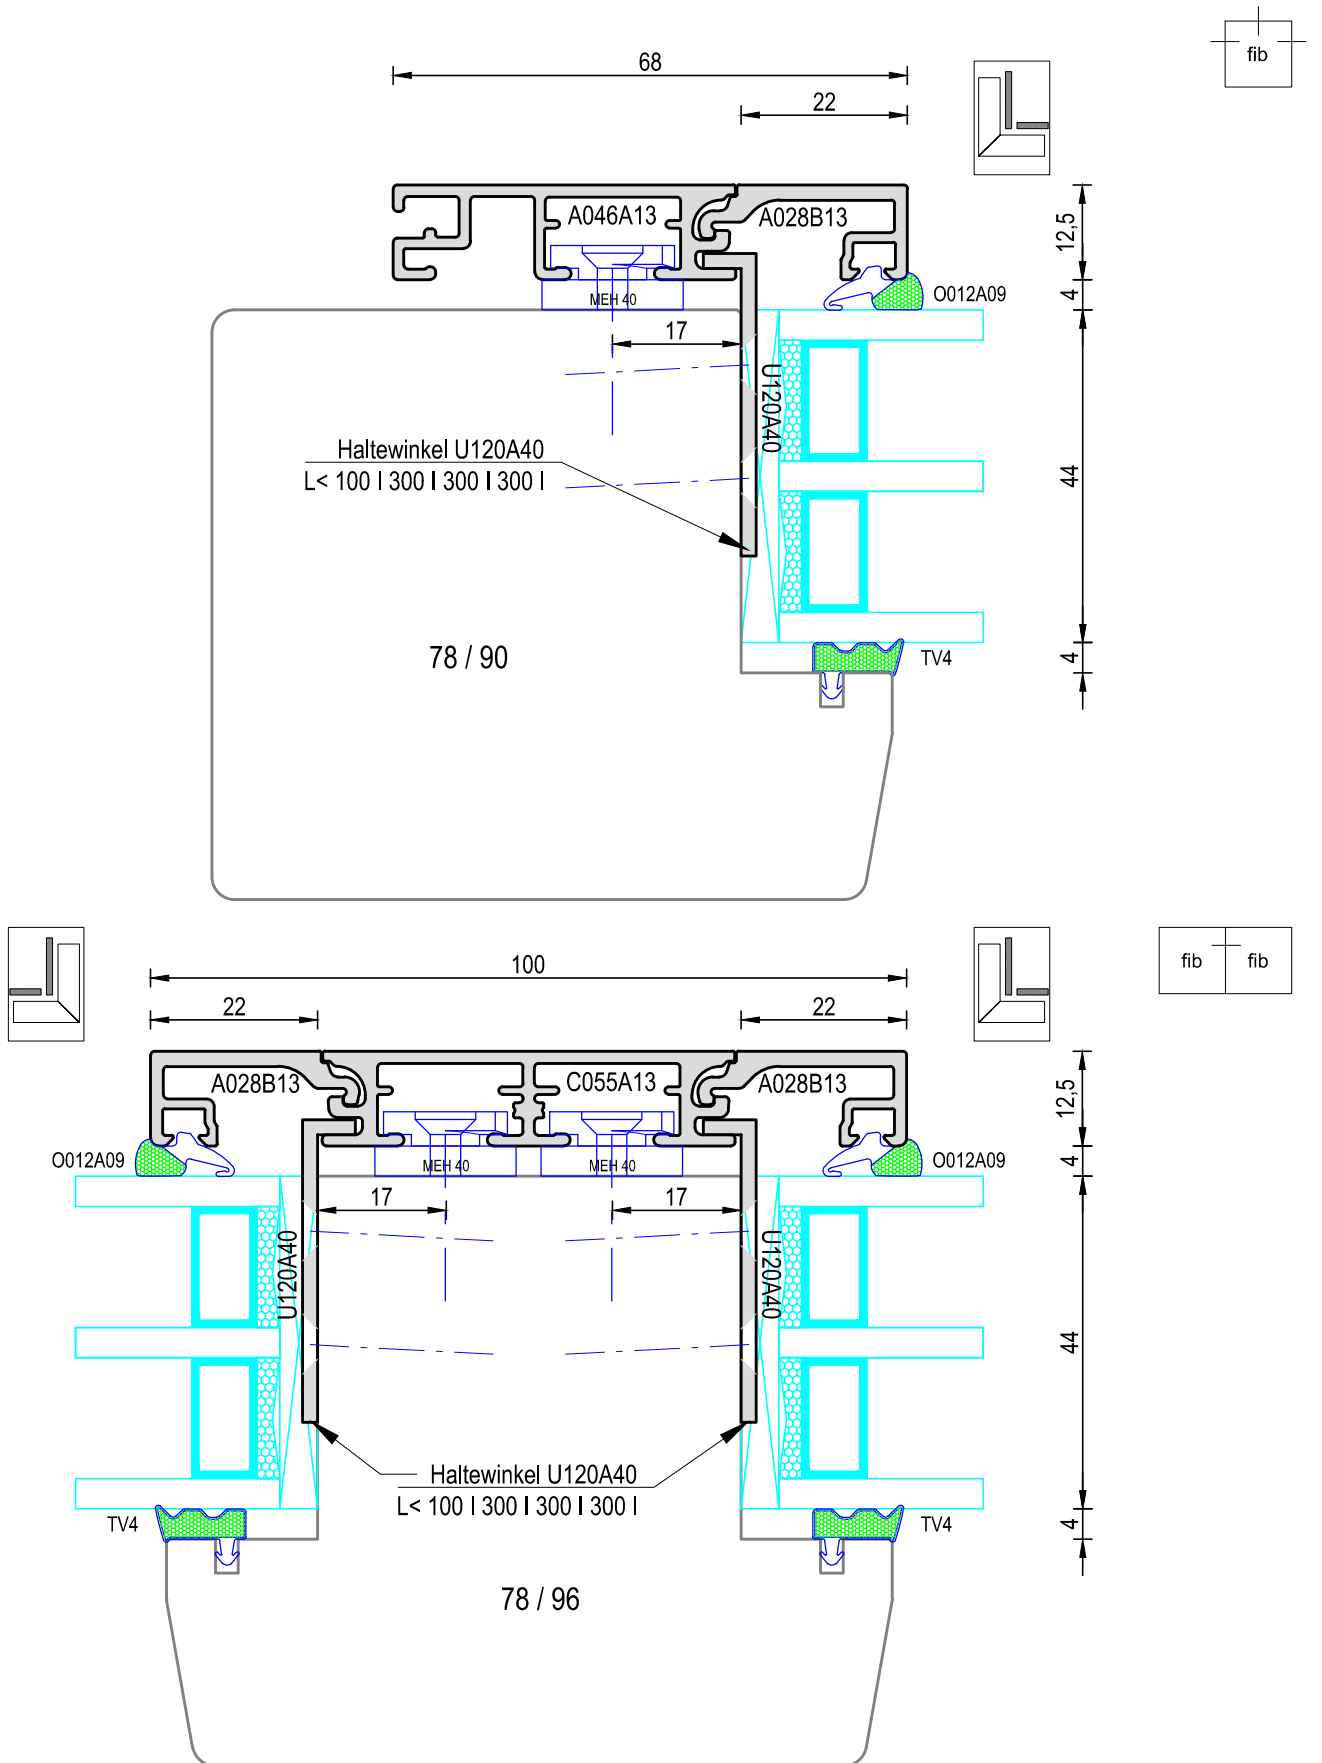 68
fib
22
A046A13
A028B13
12,5
O012A09
4
MEH 40
17
U120A40
Haltewinkel U120A40
L< 100 I 300 I 300 I 300 I
44
78 / 90
TV4
4
100
fib
fib
22
22
A028B13
C055A13
A028B13
12,5
O012A09
MEH 40
MEH 40
O012A09
4
17
17
U120A40
U120A40
44
Haltewinkel U120A40
L< 100 I 300 I 300 I 300 I
TV4
TV4
4
78 / 96